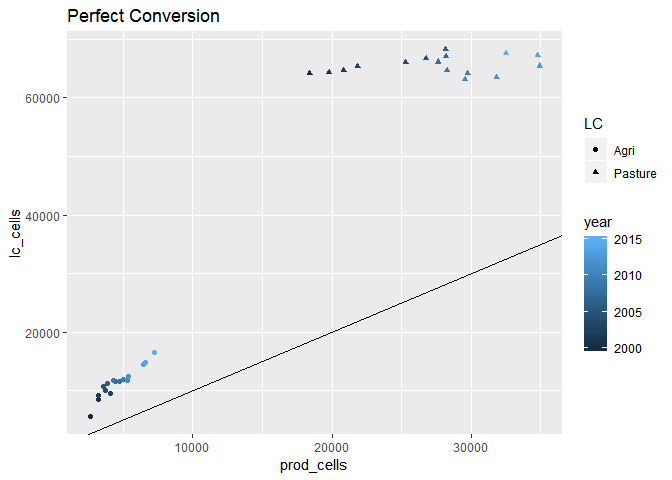 Perfect Conversion
60000
40000
20000
lc_cells
10000
20000
30000
prod_cells
LC
Agri
Pasture
year
2015
2010
2005
2000